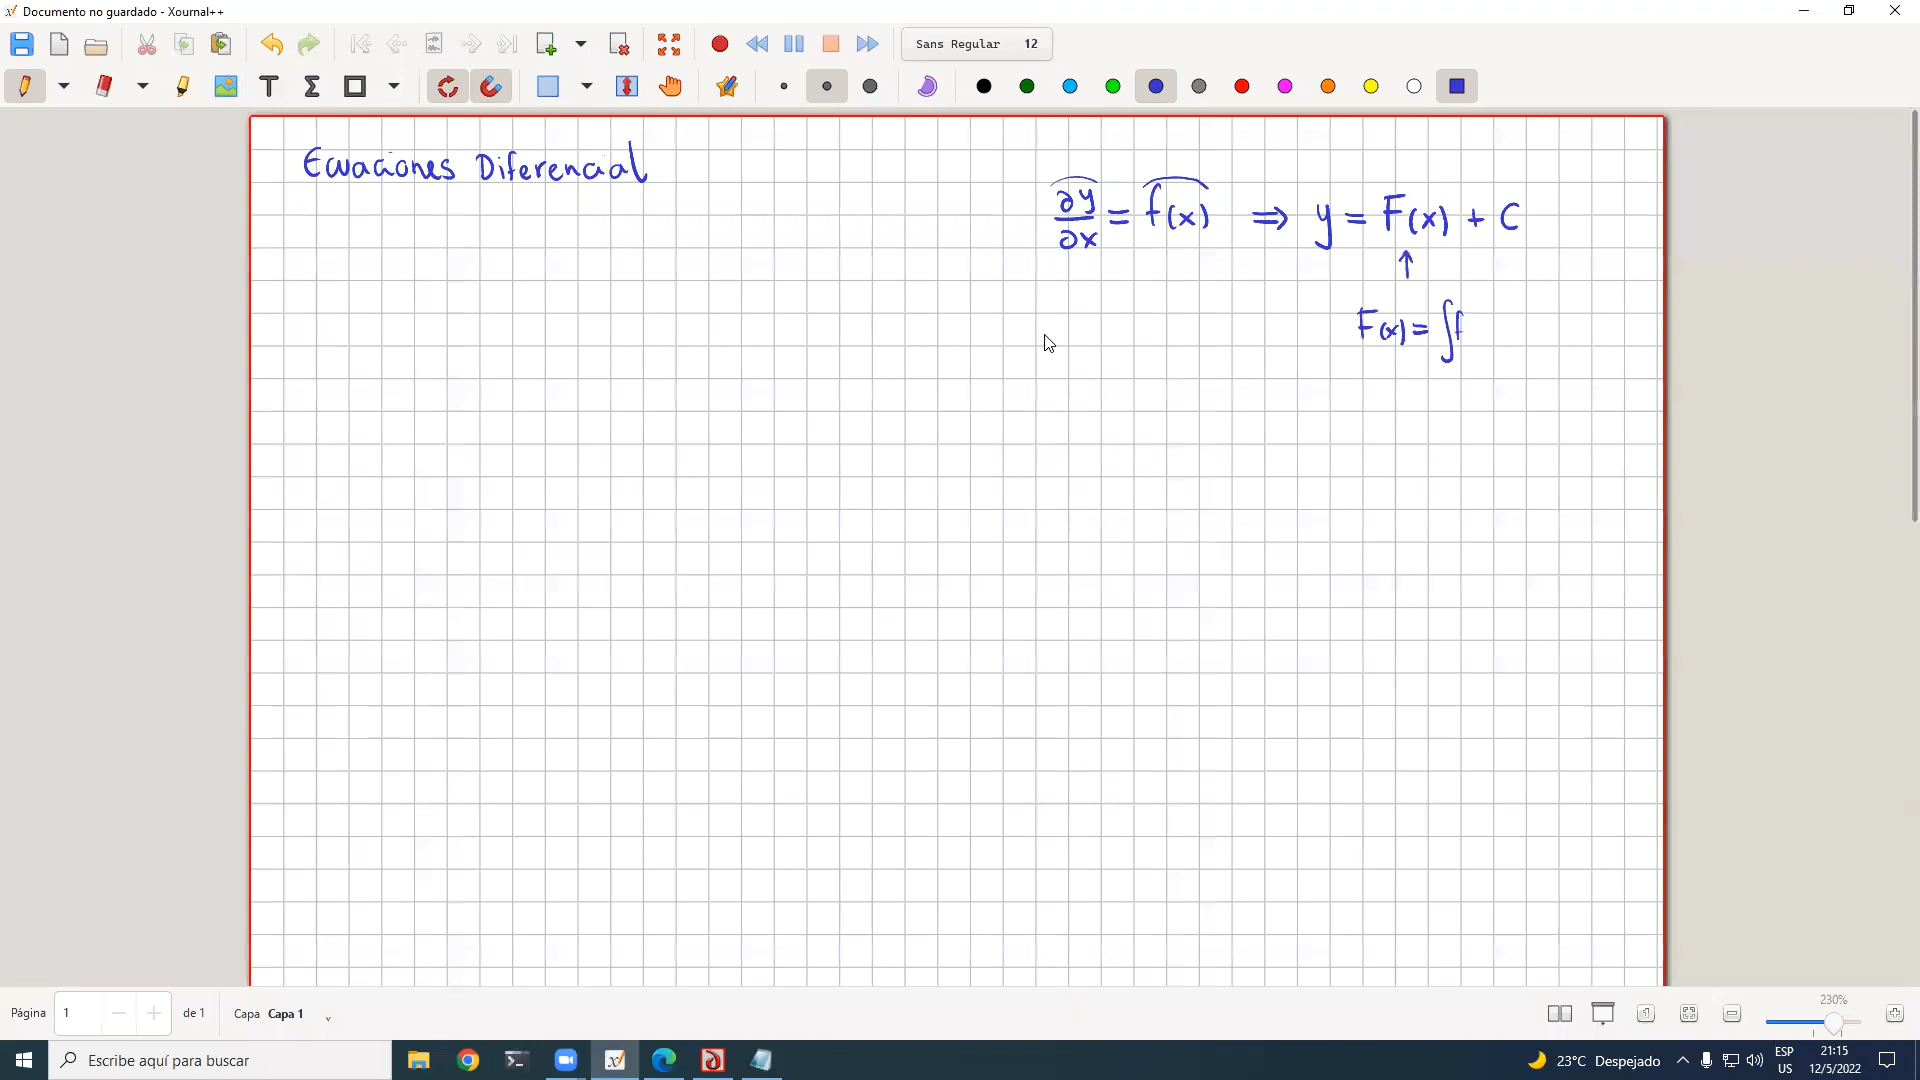 Documento no guardado - Xournal++
Sans Regular 12
Ecuaciones Diferencial
∂y/∂x = f(x) ⇒ y = F(x) + C
↑
F(x) = ∫f
Página 1 de 1 Capa Capa 1
230%
Escribe aquí para buscar
23°C Despejado
ESP
US
21:15
12/5/2022